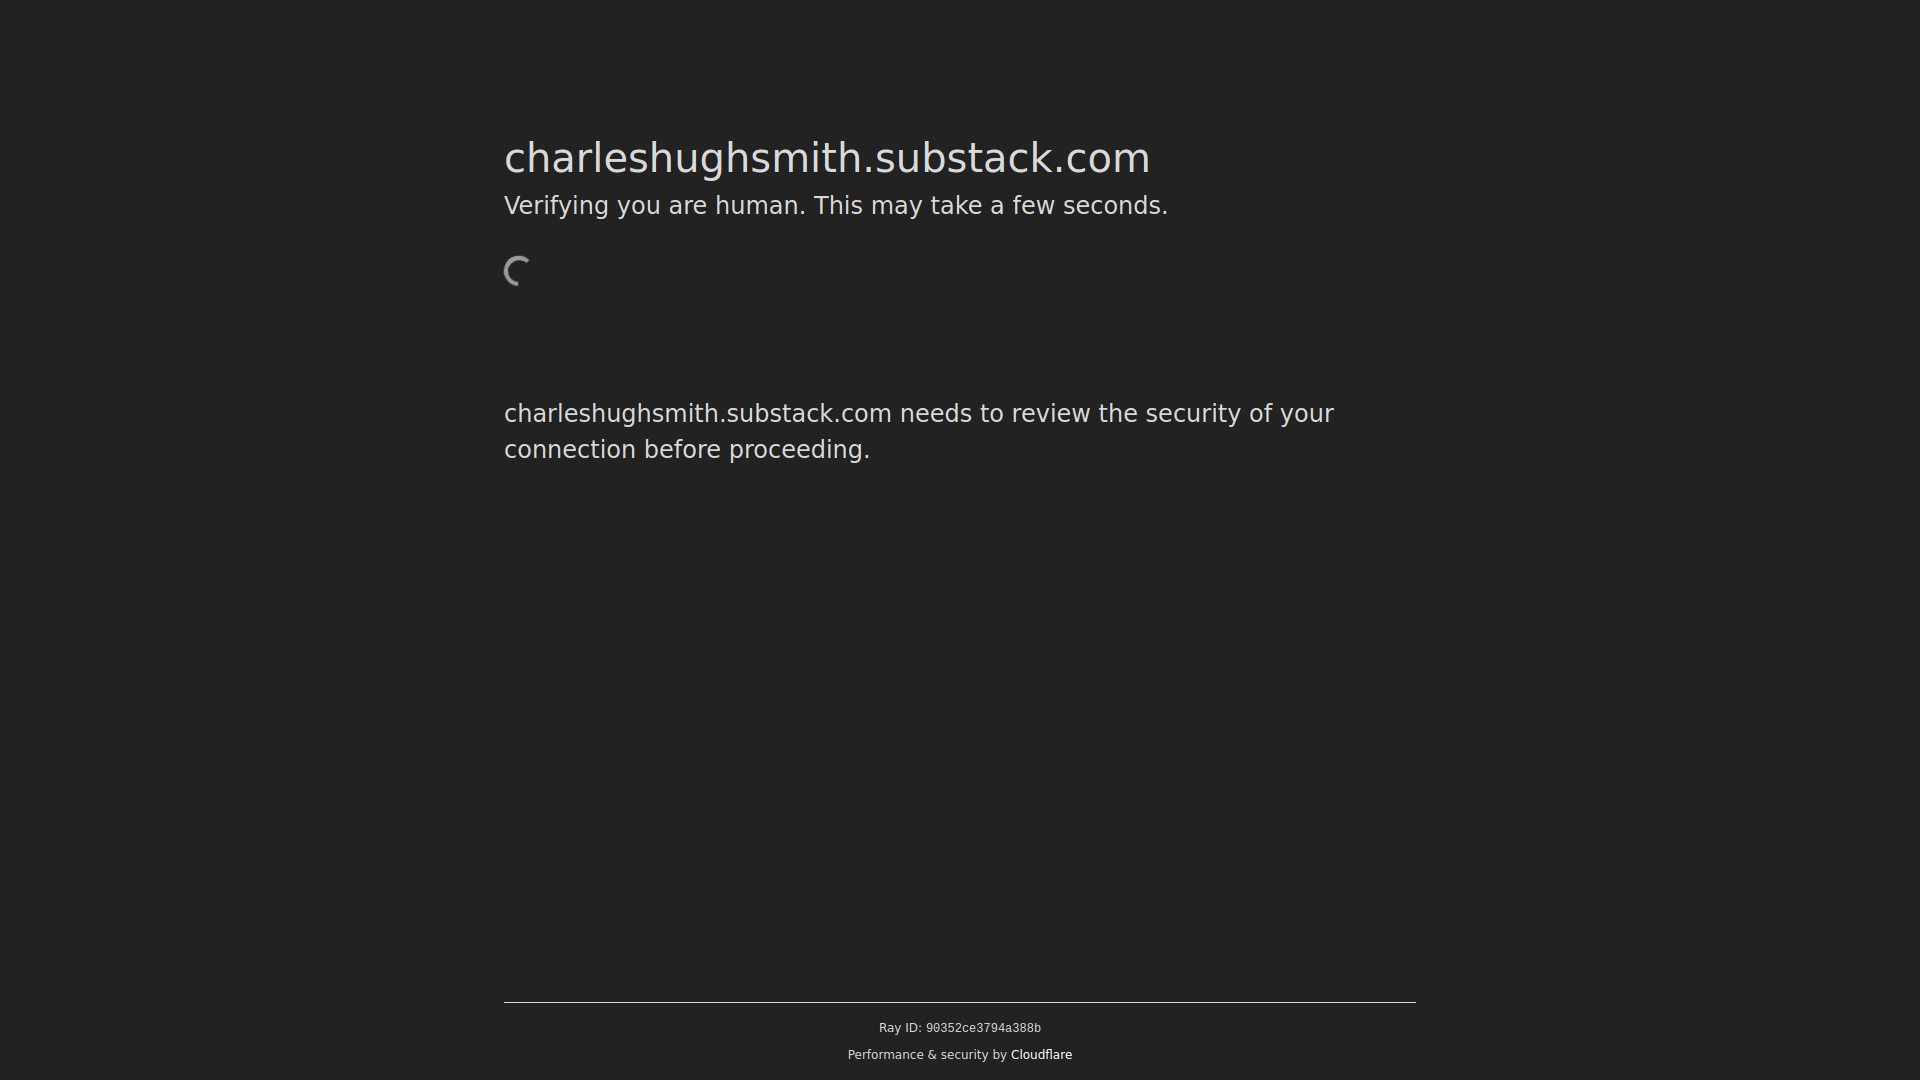 charleshughsmith.substack.com
Verifying you are human. This may take a few seconds.
charleshughsmith.substack.com needs to review the security of your
connection before proceeding.
Ray ID: 90352ce3794a388b
Performance & security by Cloudflare